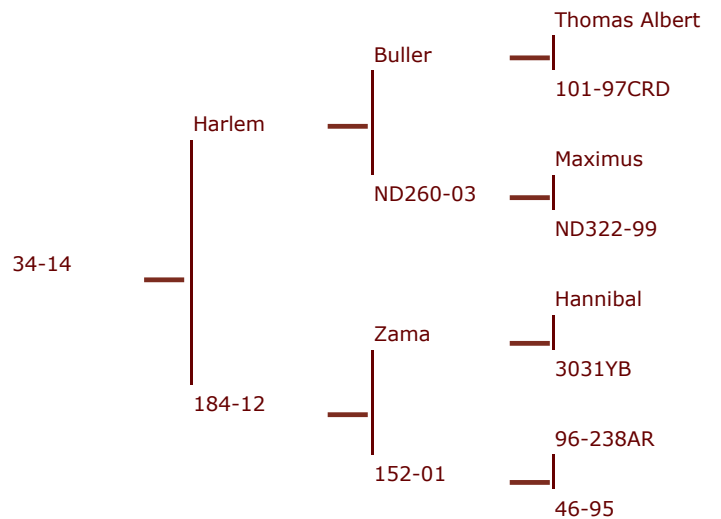 Thomas Albert
Buller
101-97CRD
Harlem
Maximus
ND260-03
ND322-99
34-14
Hannibal
Zama
3031YB
184-12
96-238AR
152-01
46-95